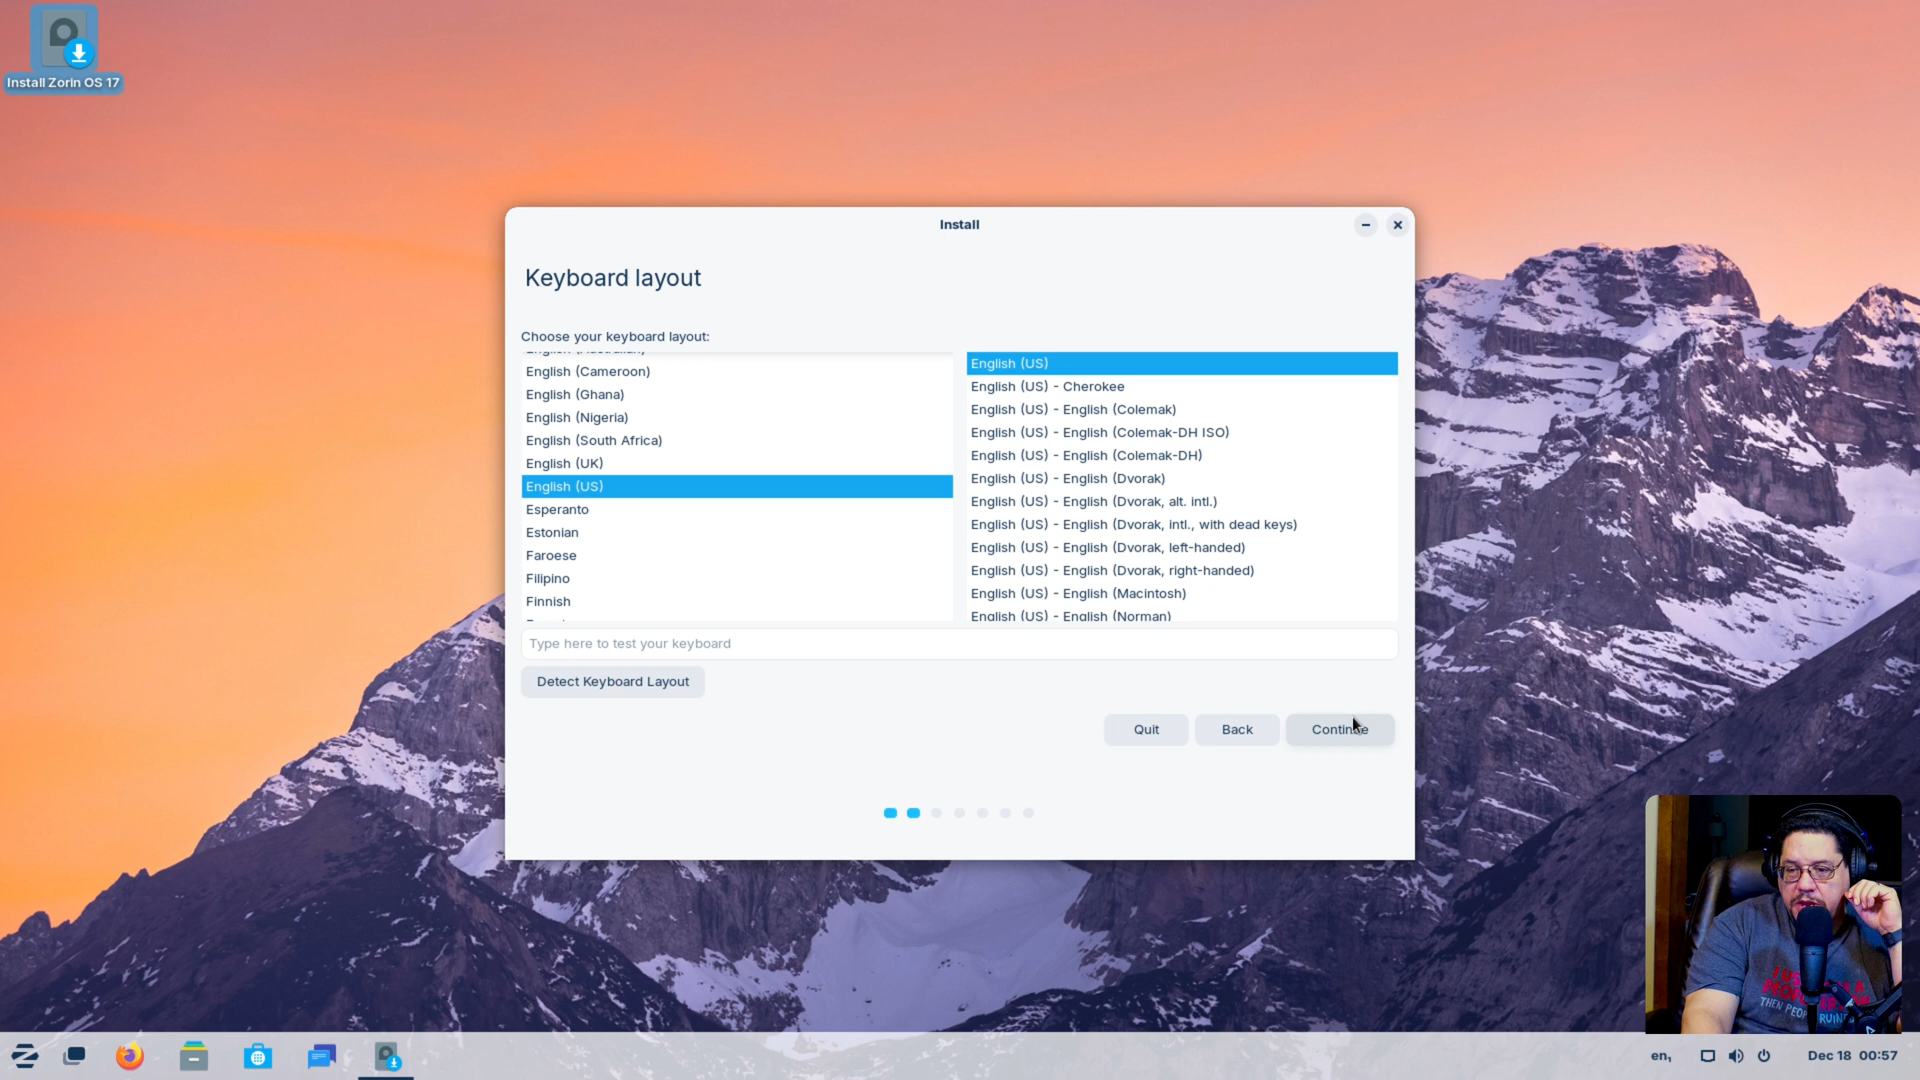 Install Zorin OS 17
Install
Keyboard layout
Choose your keyboard layout:
English (Australian)
English (Cameroon)
English (Ghana)
English (Nigeria)
English (South Africa)
English (UK)
English (US)
Esperanto
Estonian
Faroese
Filipino
Finnish
English (US)
English (US) - Cherokee
English (US) - English (Colemak)
English (US) - English (Colemak-DH ISO)
English (US) - English (Colemak-DH)
English (US) - English (Dvorak)
English (US) - English (Dvorak, alt. intl.)
English (US) - English (Dvorak, intl., with dead keys)
English (US) - English (Dvorak, left-handed)
English (US) - English (Dvorak, right-handed)
English (US) - English (Macintosh)
English (US) - English (Norman)
Type here to test your keyboard
Detect Keyboard Layout
Quit
Back
Continue
THEN PEOPLE RUIN
en,
Dec 18 00:57